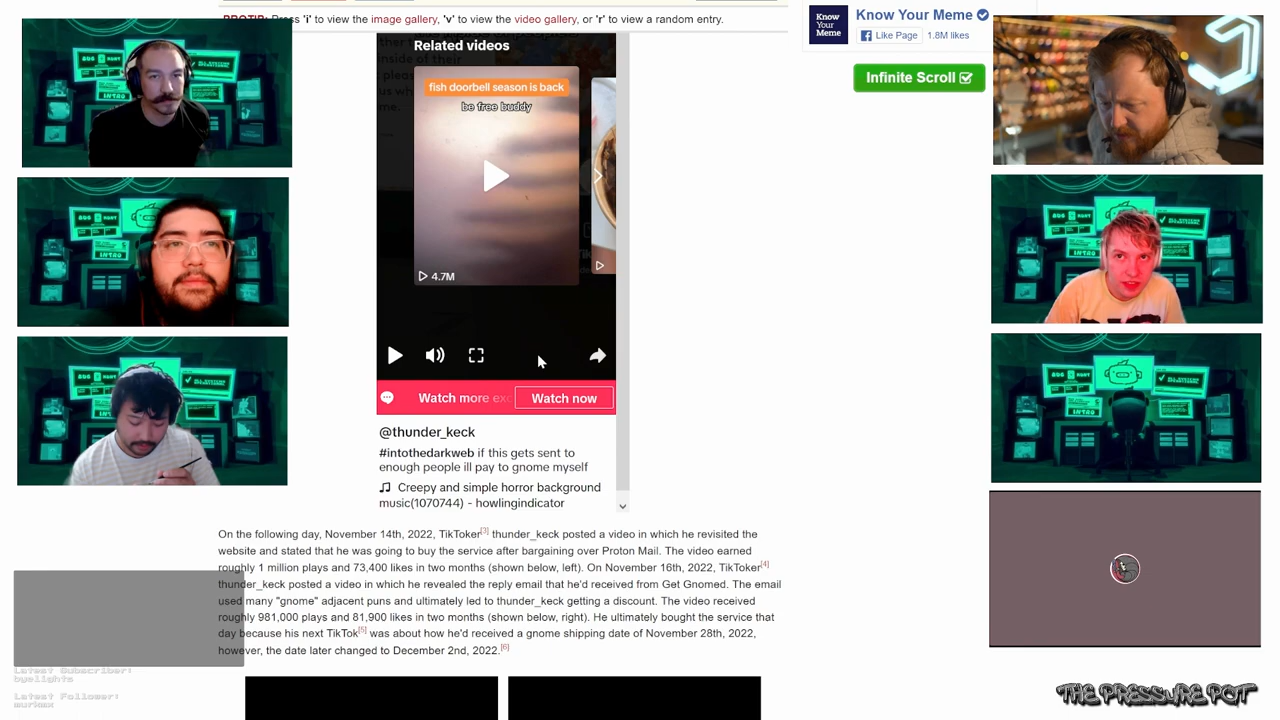 PROTIP: Press 'i' to view the image gallery, 'v' to view the video gallery, or 'r' to view a random entry.
Know Your Meme
Know Your Meme
Like Page 1.8M likes
Infinite Scroll
Related videos
fish doorbell season is back
be free buddy
4.7M
Watch more exc
Watch now
@thunder_keck
#intothedarkweb if this gets sent to
enough people ill pay to gnome myself
Creepy and simple horror background
music(1070744) - howlingindicator
On the following day, November 14th, 2022, TikToker[3] thunder_keck posted a video in which he revisited the
website and stated that he was going to buy the service after bargaining over Proton Mail. The video earned
roughly 1 million plays and 73,400 likes in two months (shown below, left). On November 16th, 2022, TikToker[4]
thunder_keck posted a video in which he revealed the reply email that he'd received from Get Gnomed. The email
used many "gnome" adjacent puns and ultimately led to thunder_keck getting a discount. The video received
roughly 981,000 plays and 81,900 likes in two months (shown below, right). He ultimately bought the service that
day because his next TikTok[5] was about how he'd received a gnome shipping date of November 28th, 2022,
however, the date later changed to December 2nd, 2022.[6]
Latest Subscriber:
byelights
Latest Follower:
THE PRESSURE POT